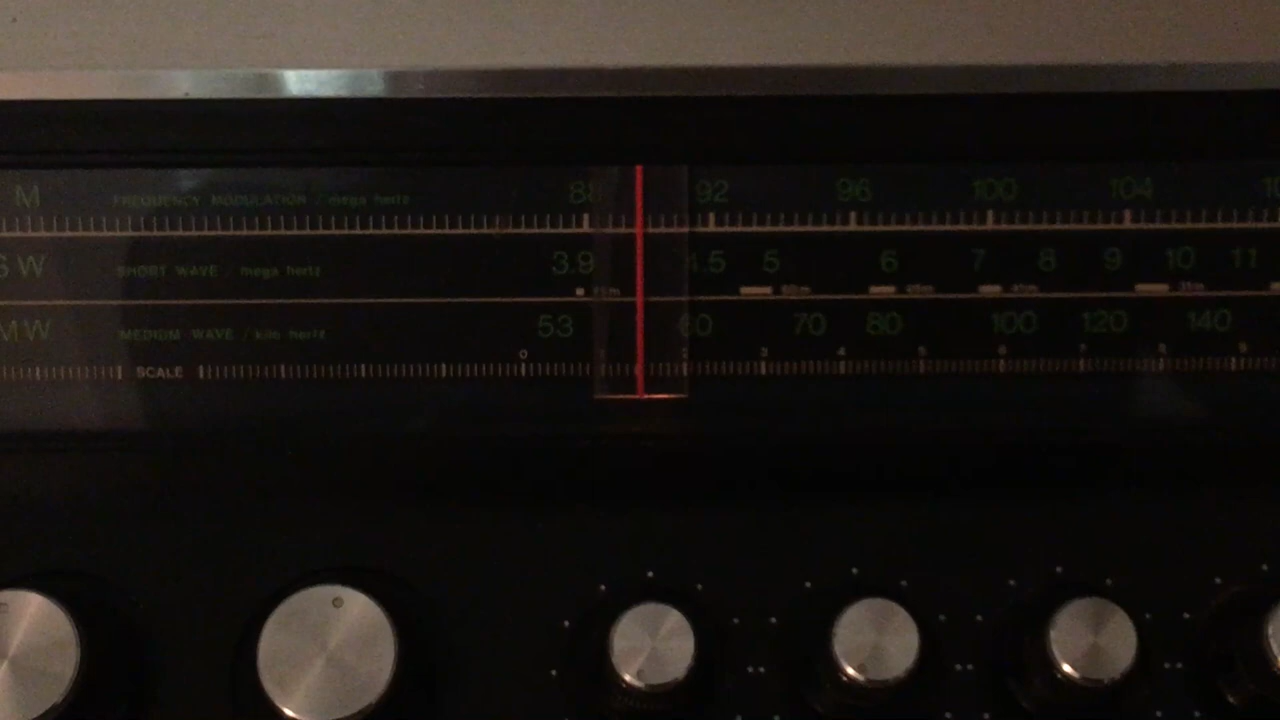 M FREQUENCY MODULATION / mega hertz 88 92 96 100 104
SW SHORT WAVE / mega hertz 3.9 4.5 5 6 7 8 9 10 11
MW MEDIUM WAVE / kilo hertz 53 60 70 80 100 120 140
0 2 3 4 5 6 7 8 9
SCALE